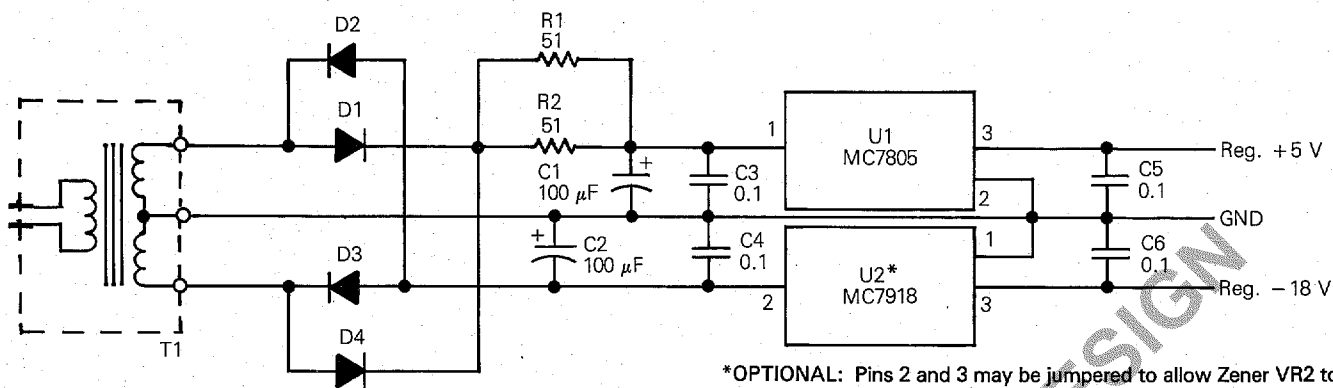 D2
D1
D3
D4
T1
R1
51
R2
51
C1
100 μF
+
C2
100 μF
+
C3
0.1
C4
0.1
1
U1
MC7805
3
2
U2*
MC7918
1
2
3
C5
0.1
C6
0.1
Reg. +5 V
GND
Reg. −18 V
*OPTIONAL: Pins 2 and 3 may be jumpered to allow Zener VR2 to
ESIGN